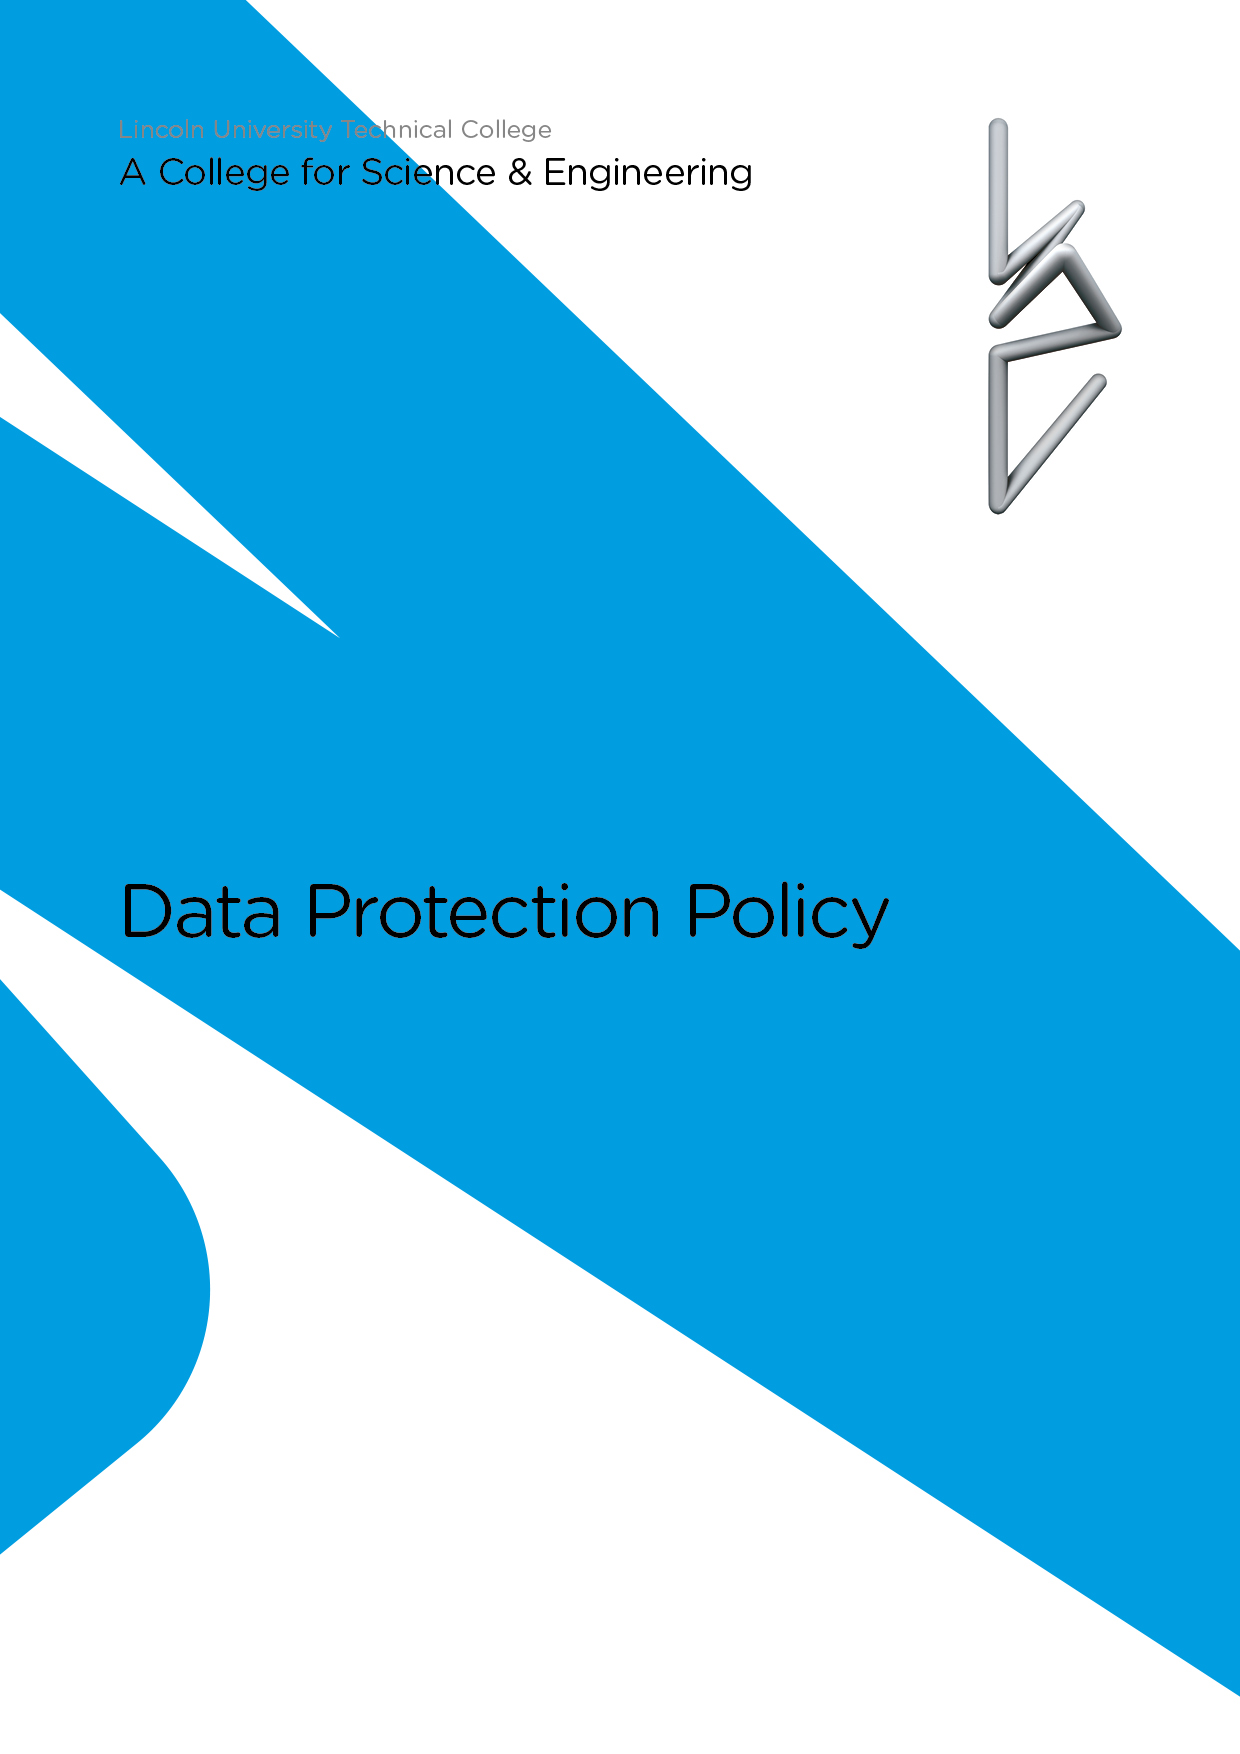 Lincoln University Technical College
A College for Science & Engineering
Data Protection Policy